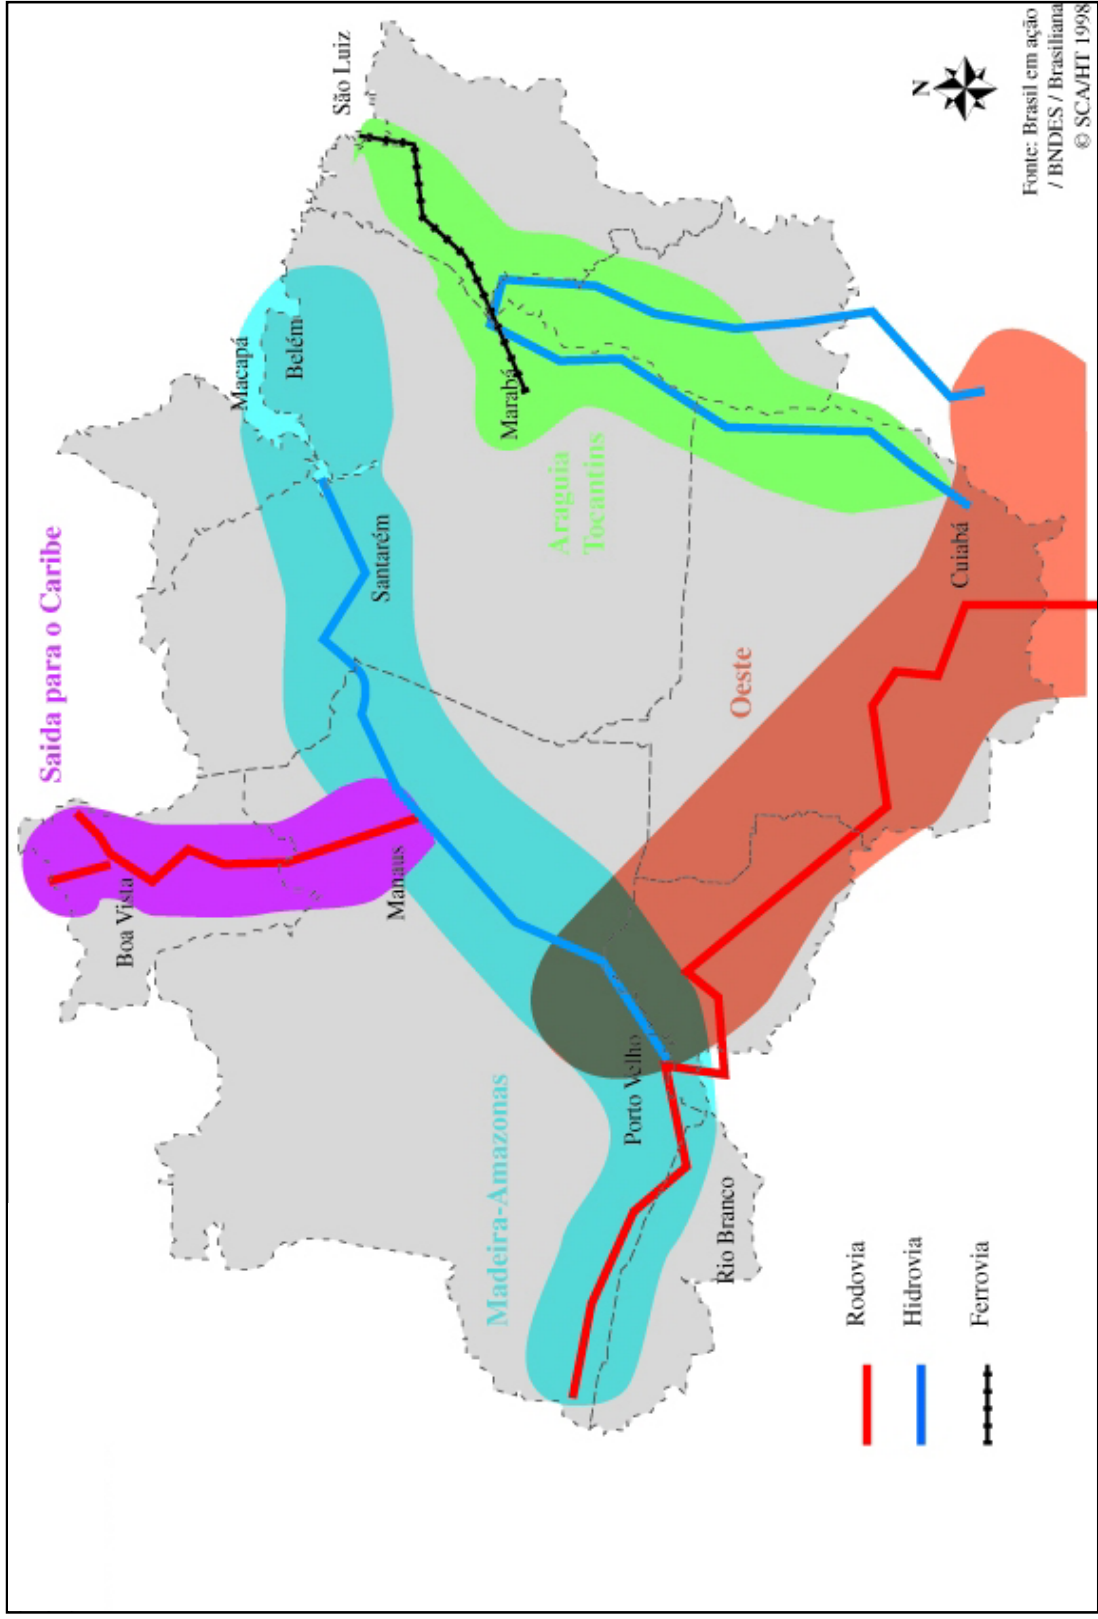 Saida para o Caribe
Boa Vista
Macapá
Belém
São Luiz
Santarém
Manaus
Marabá
Madeira-Amazonas
Araguia
Tocantins
Porto Velho
Oeste
Rio Branco
Cuiabá
Rodovia
Hidrovia
Ferrovia
N
Fonte: Brasil em ação
/ BNDES / Brasiliana
© SCA/HT 1998